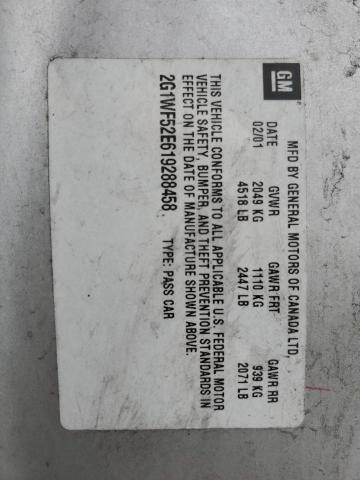 GM
MFD BY GENERAL MOTORS OF CANADA LTD.
DATE GVWR GAWR FRT GAWR RR
02/01 2049 KG 1110 KG 939 KG
4518 LB 2447 LB 2071 LB
THIS VEHICLE CONFORMS TO ALL APPLICABLE U.S. FEDERAL MOTOR
VEHICLE SAFETY, BUMPER, AND THEFT PREVENTION STANDARDS IN
EFFECT ON THE DATE OF MANUFACTURE SHOWN ABOVE.
2G1WF52E619288458 TYPE: PASS CAR